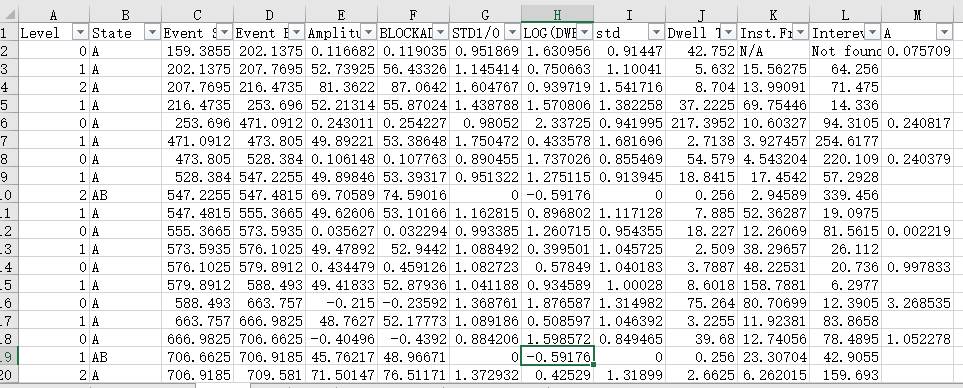 A B C D E F G H I J K L M
1 Level State Event S Event E Amplitu BLOCKAD STD1/0 LOG(DWE std Dwell T Inst.Fr Interev A
2 0 A 159.3855 202.1375 0.116682 0.119035 0.951869 1.630956 0.91447 42.752 N/A Not found 0.075709
3 1 A 202.1375 207.7695 52.73925 56.43326 1.145414 0.750663 1.10041 5.632 15.56275 64.256
4 2 A 207.7695 216.4735 81.3622 87.0642 1.604767 0.939719 1.541716 8.704 13.99091 71.475
5 1 A 216.4735 253.696 52.21314 55.87024 1.438788 1.570806 1.382258 37.2225 69.75446 14.336
6 0 A 253.696 471.0912 0.243011 0.254227 0.98052 2.33725 0.941995 217.3952 10.60327 94.3105 0.240817
7 1 A 471.0912 473.805 49.89221 53.38648 1.750472 0.433578 1.681696 2.7138 3.927457 254.6177
8 0 A 473.805 528.384 0.106148 0.107763 0.890455 1.737026 0.855469 54.579 4.543204 220.109 0.240379
9 1 A 528.384 547.2255 49.89846 53.39317 0.951322 1.275115 0.913945 18.8415 17.4542 57.2928
10 2 AB 547.2255 547.4815 69.70589 74.59016 0 -0.59176 0 0.256 2.94589 339.456
11 1 A 547.4815 555.3665 49.62606 53.10166 1.162815 0.896802 1.117128 7.885 52.36287 19.0975
12 0 A 555.3665 573.5935 0.035627 0.032294 0.993385 1.260715 0.954355 18.227 12.26069 81.5615 0.002219
13 1 A 573.5935 576.1025 49.47892 52.9442 1.088492 0.399501 1.045725 2.509 38.29657 26.112
14 0 A 576.1025 579.8912 0.434479 0.459126 1.082723 0.57849 1.040183 3.7887 48.22531 20.736 0.997833
15 1 A 579.8912 588.493 49.41833 52.87936 1.041188 0.934589 1.00028 8.6018 158.7881 6.2977
16 0 A 588.493 663.757 -0.215 -0.23592 1.368761 1.876587 1.314982 75.264 80.70699 12.3905 3.268535
17 1 A 663.757 666.9825 48.7627 52.17773 1.089186 0.508597 1.046392 3.2255 11.92381 83.8658
18 0 A 666.9825 706.6625 -0.40496 -0.4392 0.884206 1.598572 0.849465 39.68 12.74056 78.4895 1.052278
19 1 AB 706.6625 706.9185 45.76217 48.96671 0 -0.59176 0 0.256 23.30704 42.9055
20 2 A 706.9185 709.581 71.50147 76.51171 1.372932 0.42529 1.31899 2.6625 6.262015 159.693